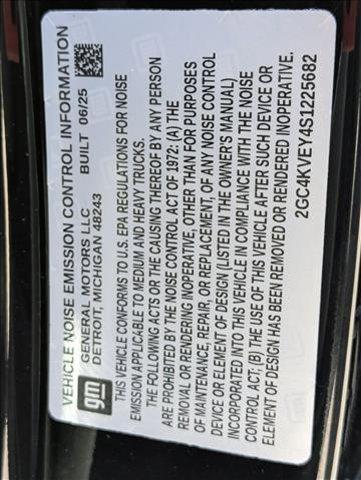 VEHICLE NOISE EMISSION CONTROL INFORMATION
gm
GENERAL MOTORS LLC BUILT 06/25
DETROIT, MICHIGAN 48243
THIS VEHICLE CONFORMS TO U.S. EPA REGULATIONS FOR NOISE
EMISSION APPLICABLE TO MEDIUM AND HEAVY TRUCKS.
THE FOLLOWING ACTS OR THE CAUSING THEREOF BY ANY PERSON
ARE PROHIBITED BY THE NOISE CONTROL ACT OF 1972: (A) THE
REMOVAL OR RENDERING INOPERATIVE, OTHER THAN FOR PURPOSES
OF MAINTENANCE, REPAIR, OR REPLACEMENT, OF ANY NOISE CONTROL
ELEMENT OF DESIGN (LISTED IN THE OWNER'S MANUAL)
INCORPORATED INTO THIS VEHICLE IN COMPLIANCE WITH THE NOISE
CONTROL ACT; (B) THE USE OF THIS VEHICLE AFTER SUCH DEVICE OR
ELEMENT OF DESIGN HAS BEEN REMOVED OR RENDERED INOPERATIVE.
2GC4KVEY4S1225682